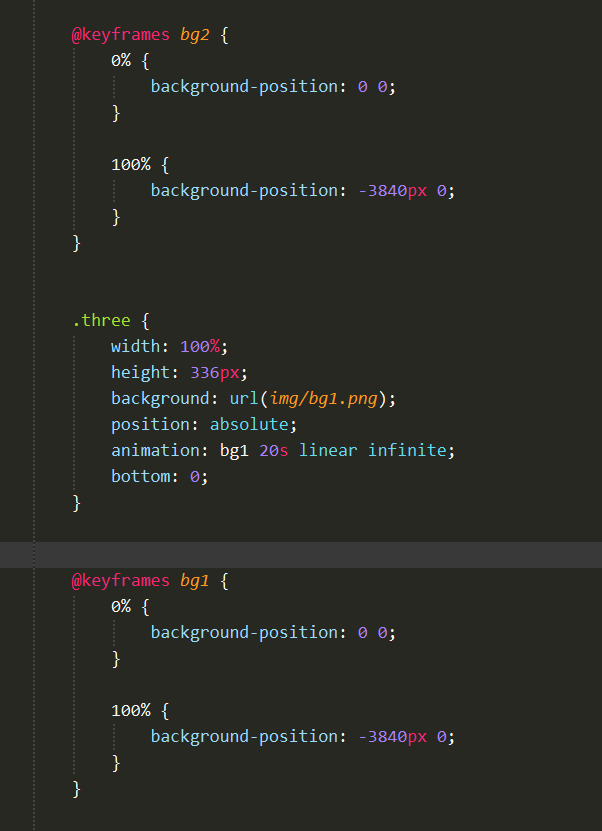 @keyframes bg2 {
0% {
background-position: 0 0;
}
100% {
background-position: -3840px 0;
}
}
.three {
width: 100%;
height: 336px;
background: url(img/bg1.png);
position: absolute;
animation: bg1 20s linear infinite;
bottom: 0;
}
@keyframes bg1 {
0% {
background-position: 0 0;
}
100% {
background-position: -3840px 0;
}
}